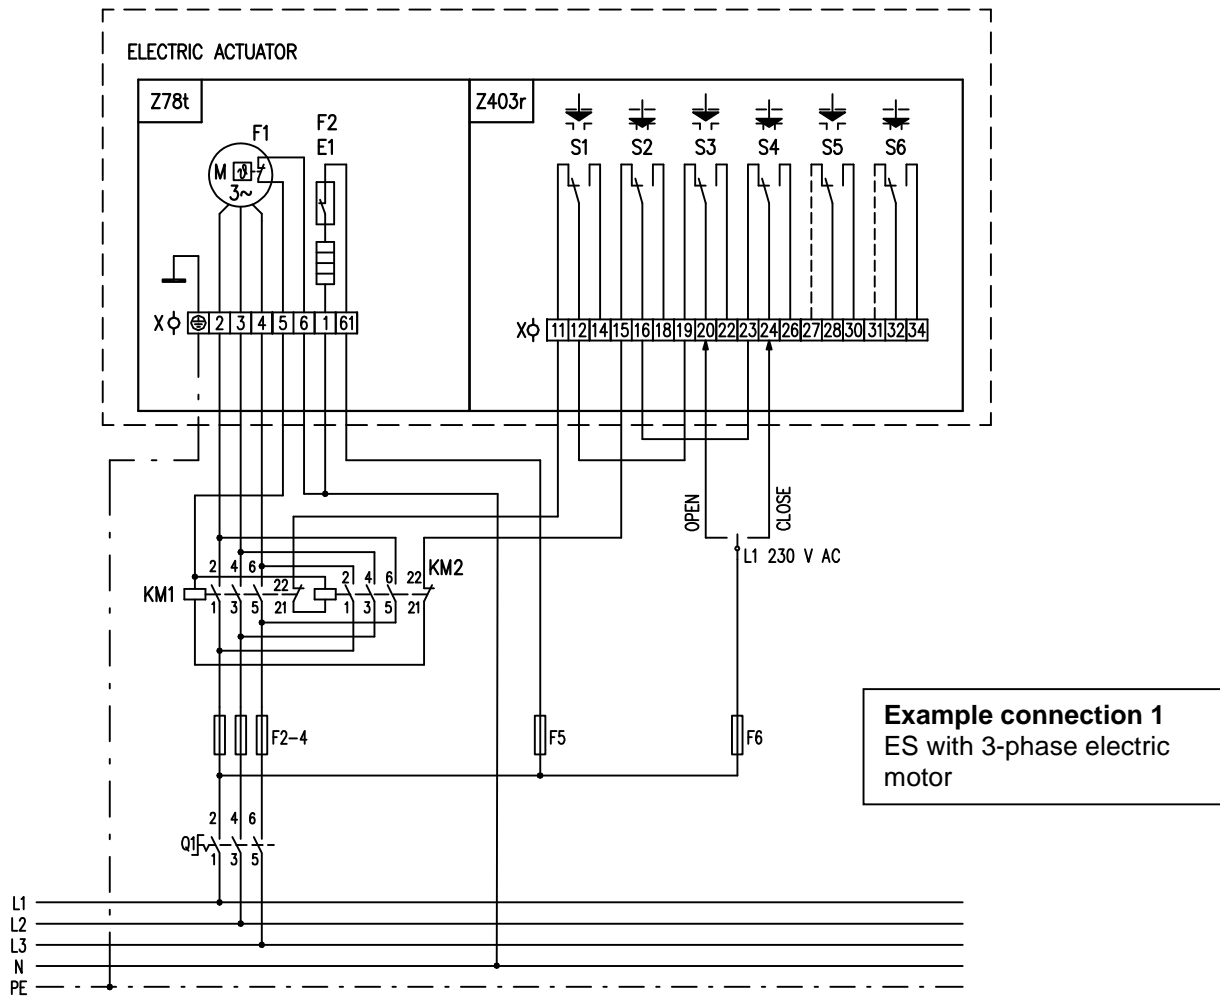 ELECTRIC ACTUATOR
Z78t
Z403r
F1
F2
E1
M
ϑ
3~
S1 S2 S3 S4 S5 S6
X 2 3 4 5 6 1 61
X 11 12 14 15 16 18 19 20 22 23 24 26 27 28 30 31 32 34
OPEN
CLOSE
L1 230 V AC
2 4 6 22 2 4 6 22 KM2
KM1
1 3 5 21 1 3 5 21
F2-4
F5
F6
Example connection 1
ES with 3-phase electric
motor
2 4 6
Q1
1 3 5
L1
L2
L3
N
PE